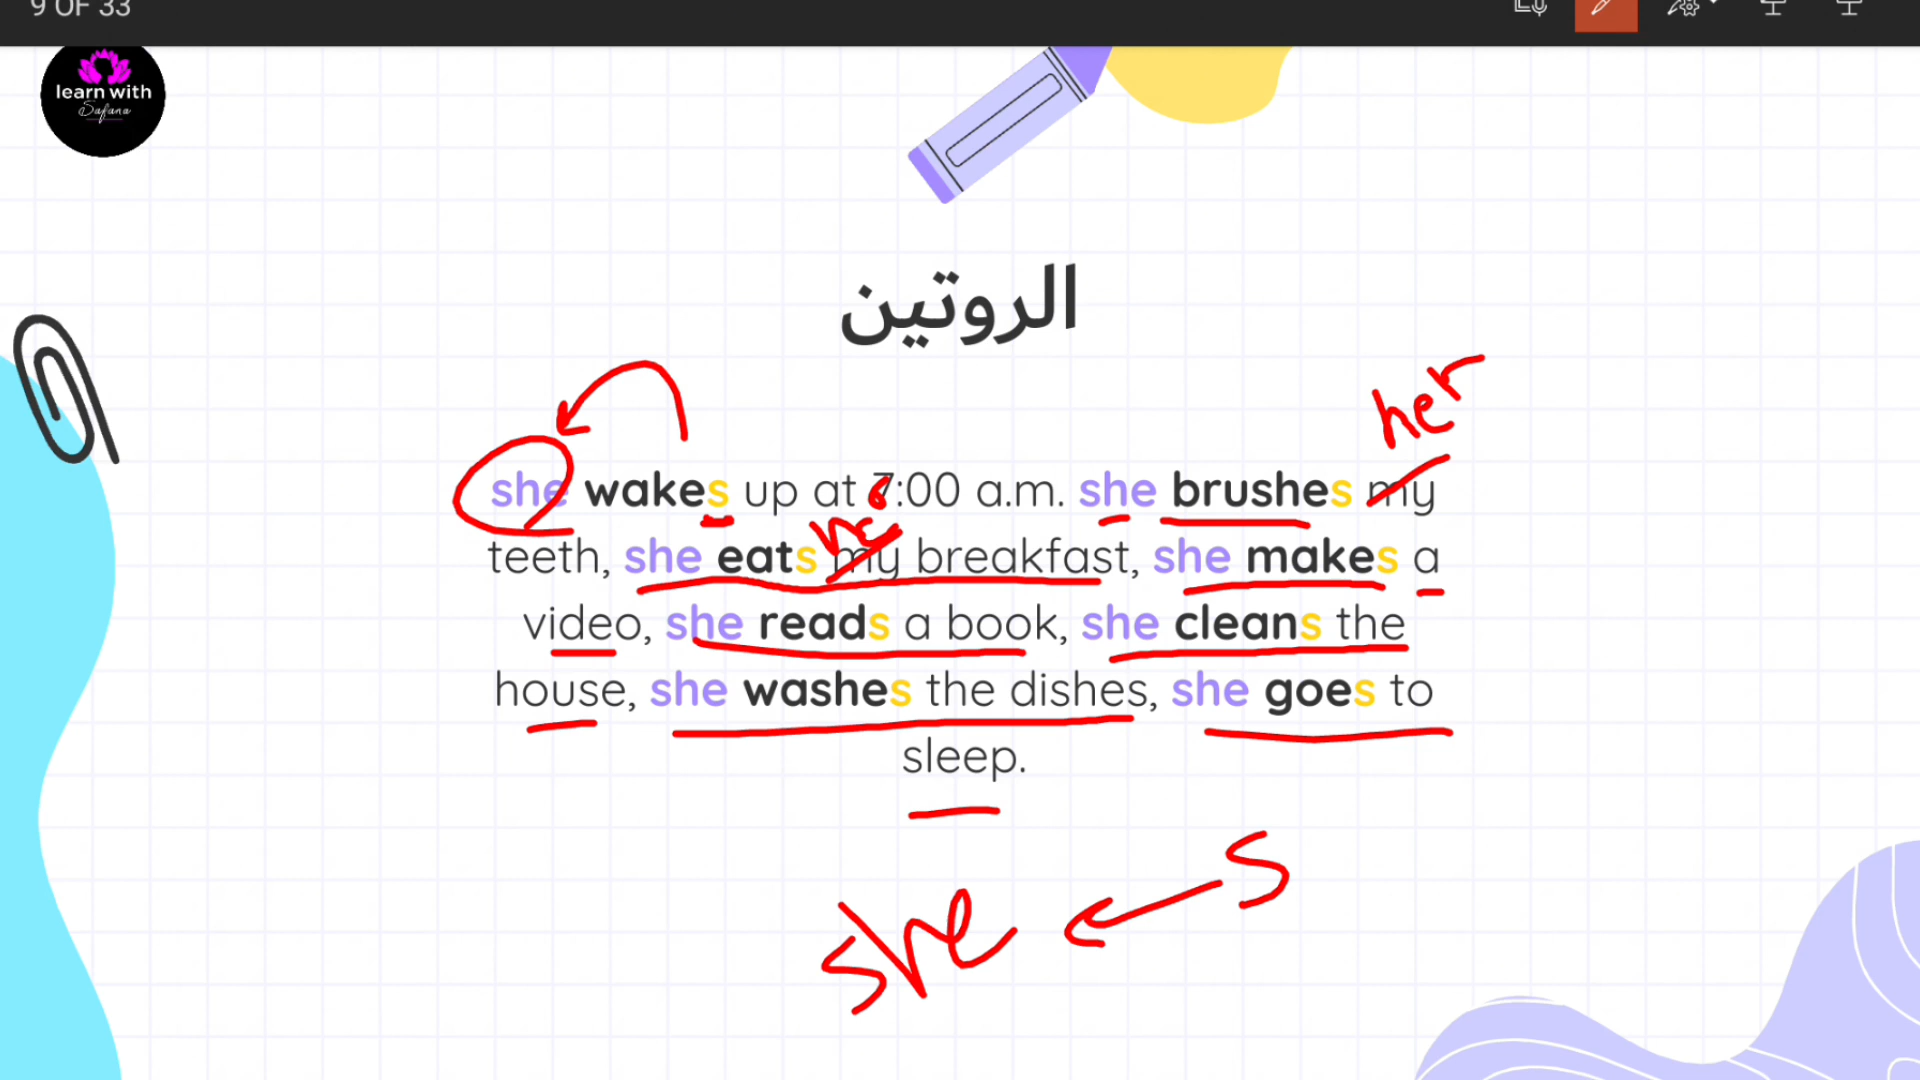 9 OF 33
learn with
Safana
الروتين
her
she wakes up at 7:00 a.m. she brushes my
teeth, she eats my breakfast, she makes a
video, she reads a book, she cleans the
house, she washes the dishes, she goes to
sleep.
she ← s